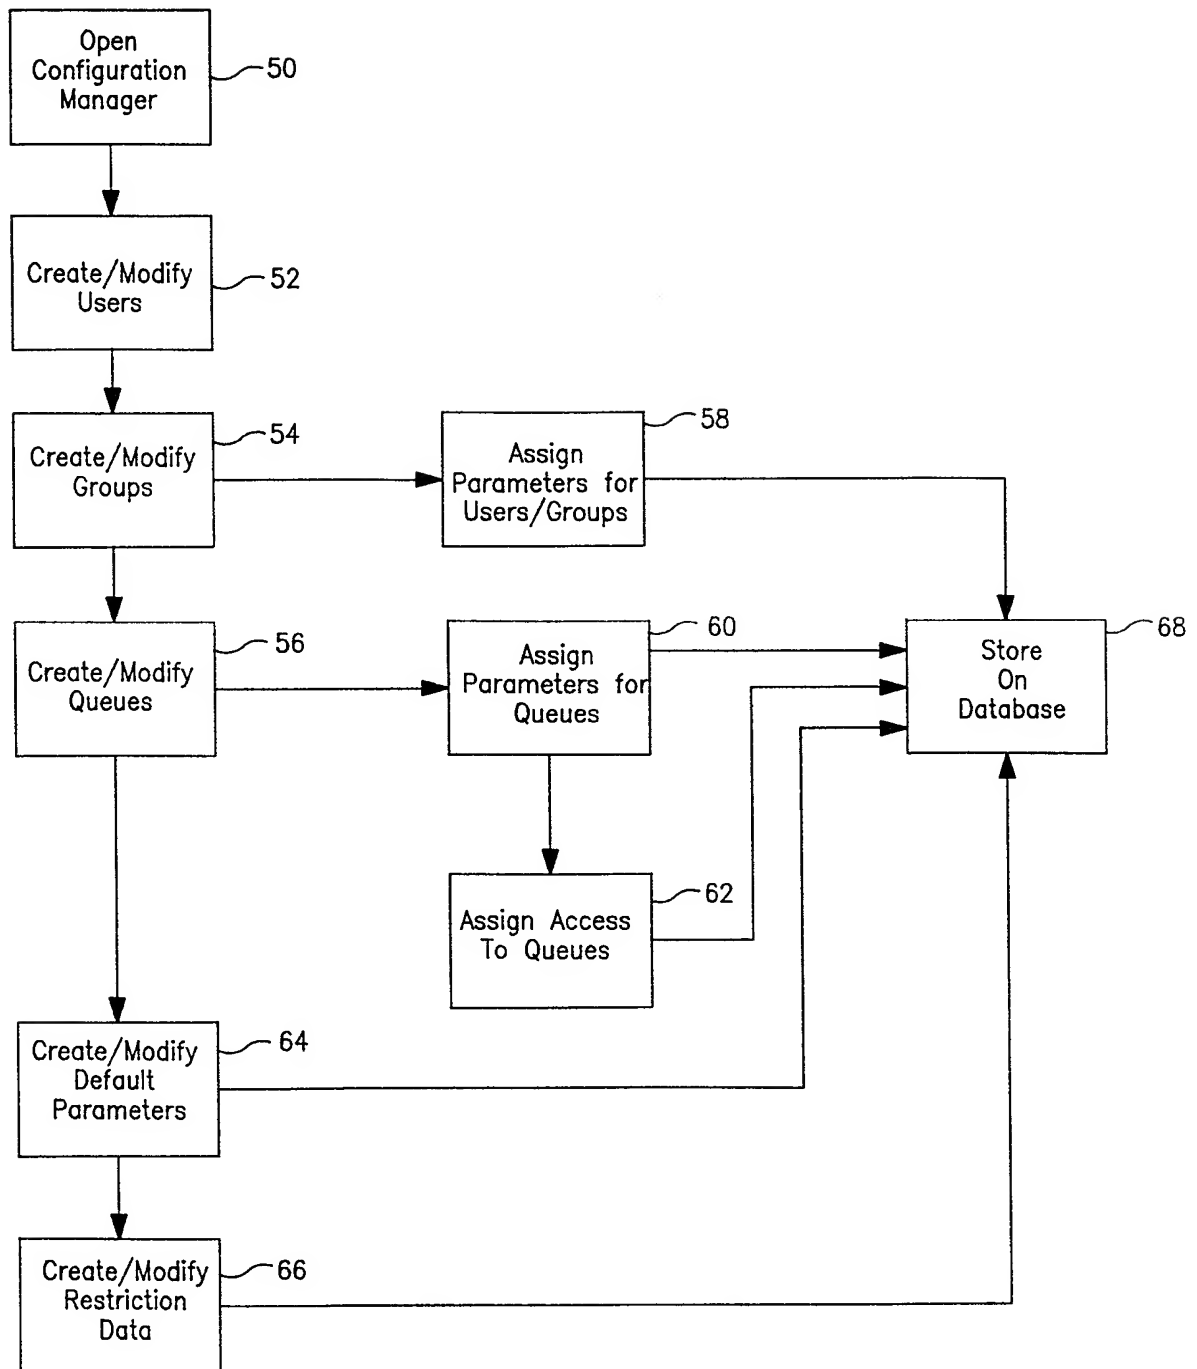 Open
Configuration
Manager
50
Create/Modify
Users
52
Create/Modify
Groups
54
Assign
Parameters for
Users/Groups
58
Create/Modify
Queues
56
Assign
Parameters for
Queues
60
Store
On
Database
68
Assign Access
To Queues
62
Create/Modify
Default
Parameters
64
Create/Modify
Restriction
Data
66